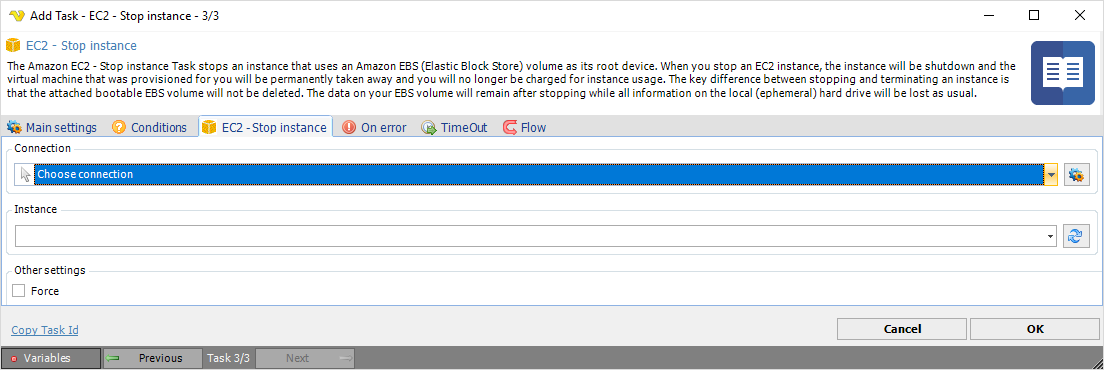 Add Task - EC2 - Stop instance - 3/3
EC2 - Stop instance
The Amazon EC2 - Stop instance Task stops an instance that uses an Amazon EBS (Elastic Block Store) volume as its root device. When you stop an EC2 instance, the instance will be shutdown and the
virtual machine that was provisioned for you will be permanently taken away and you will no longer be charged for instance usage. The key difference between stopping and terminating an instance is
that the attached bootable EBS volume will not be deleted. The data on your EBS volume will remain after stopping while all information on the local (ephemeral) hard drive will be lost as usual.
Main settings Conditions EC2 - Stop instance On error TimeOut Flow
Connection
Choose connection
Instance
Other settings
Force
Copy Task Id Cancel OK
Variables Previous Task 3/3 Next